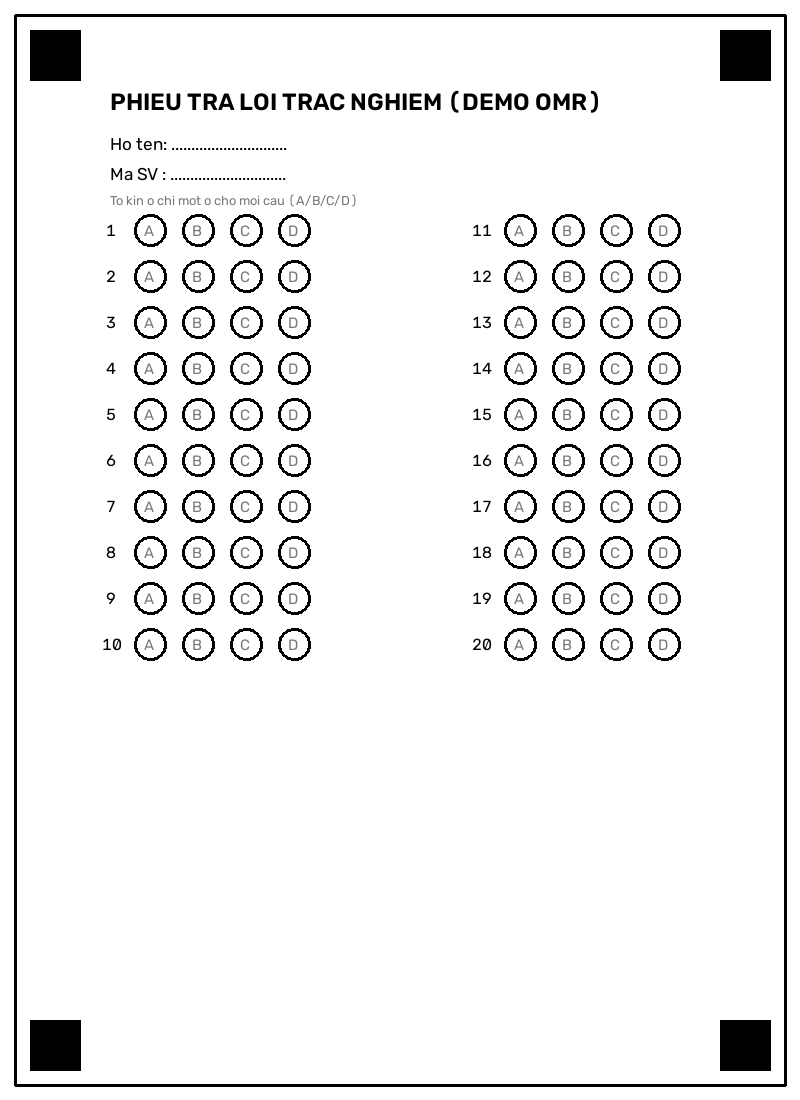 PHIEU TRA LOI TRAC NGHIEM (DEMO OMR)
Ho ten: .............................
Ma SV : .............................
To kin o chi mot o cho moi cau (A/B/C/D)
1 A B C D 11 A B C D
2 A B C D 12 A B C D
3 A B C D 13 A B C D
4 A B C D 14 A B C D
5 A B C D 15 A B C D
6 A B C D 16 A B C D
7 A B C D 17 A B C D
8 A B C D 18 A B C D
9 A B C D 19 A B C D
10 A B C D 20 A B C D